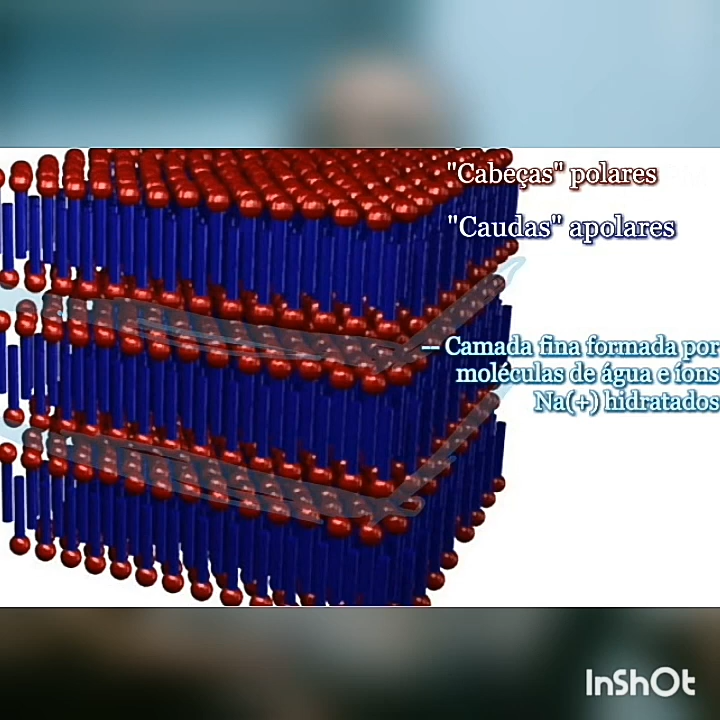 "Cabeças" polares
"Caudas" apolares
– Camada fina formada por
moléculas de água e íons
Na(+) hidratados
InShOt